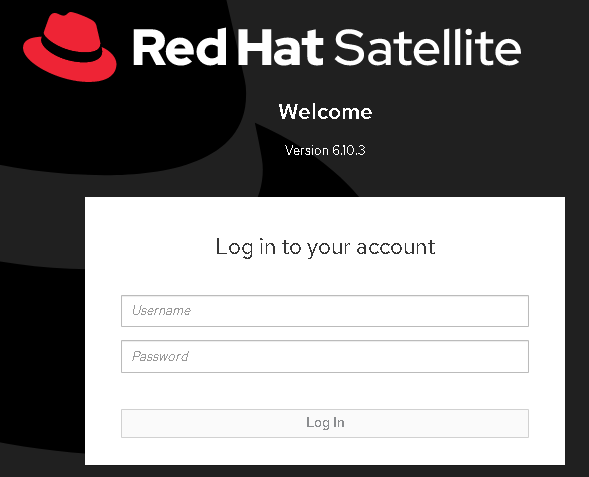 Red Hat Satellite
Welcome
Version 6.10.3
Log in to your account
Username
Password
Log In